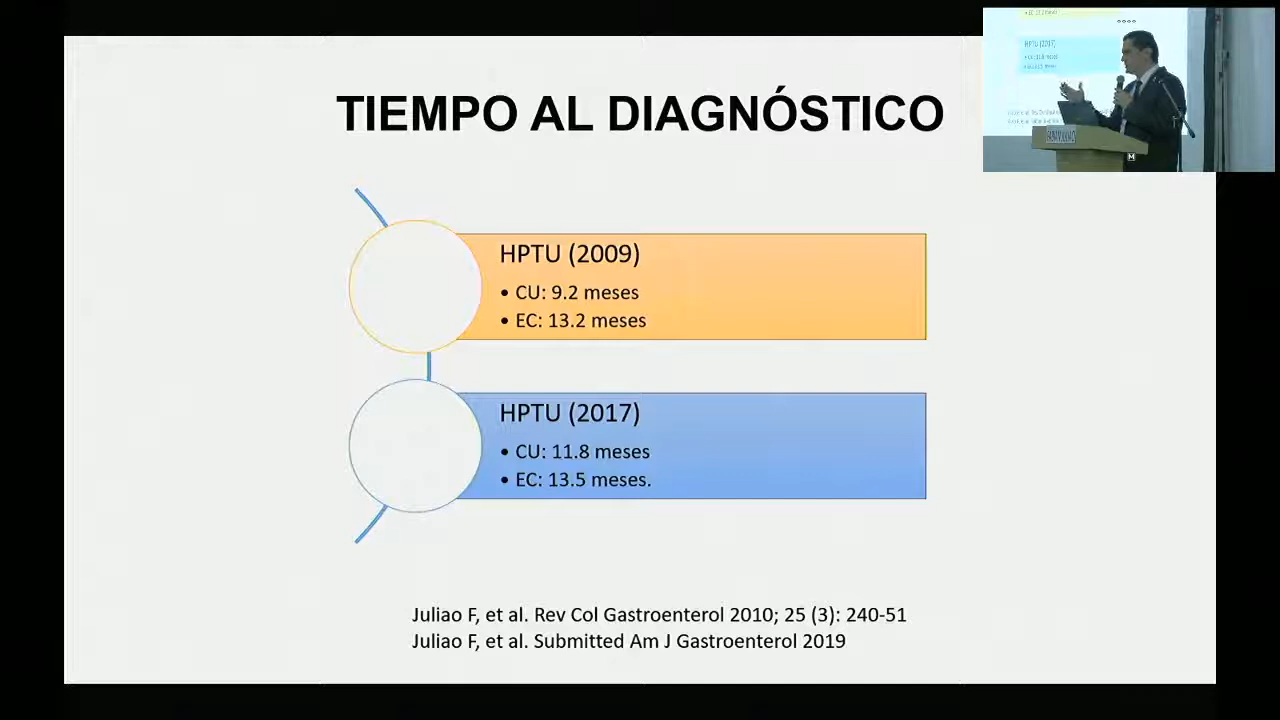 TIEMPO AL DIAGNÓSTICO
HPTU (2009)
• CU: 9.2 meses
• EC: 13.2 meses
HPTU (2017)
• CU: 11.8 meses
• EC: 13.5 meses.
Juliao F, et al. Rev Col Gastroenterol 2010; 25 (3): 240-51
Juliao F, et al. Submitted Am J Gastroenterol 2019
HPTU (2017)